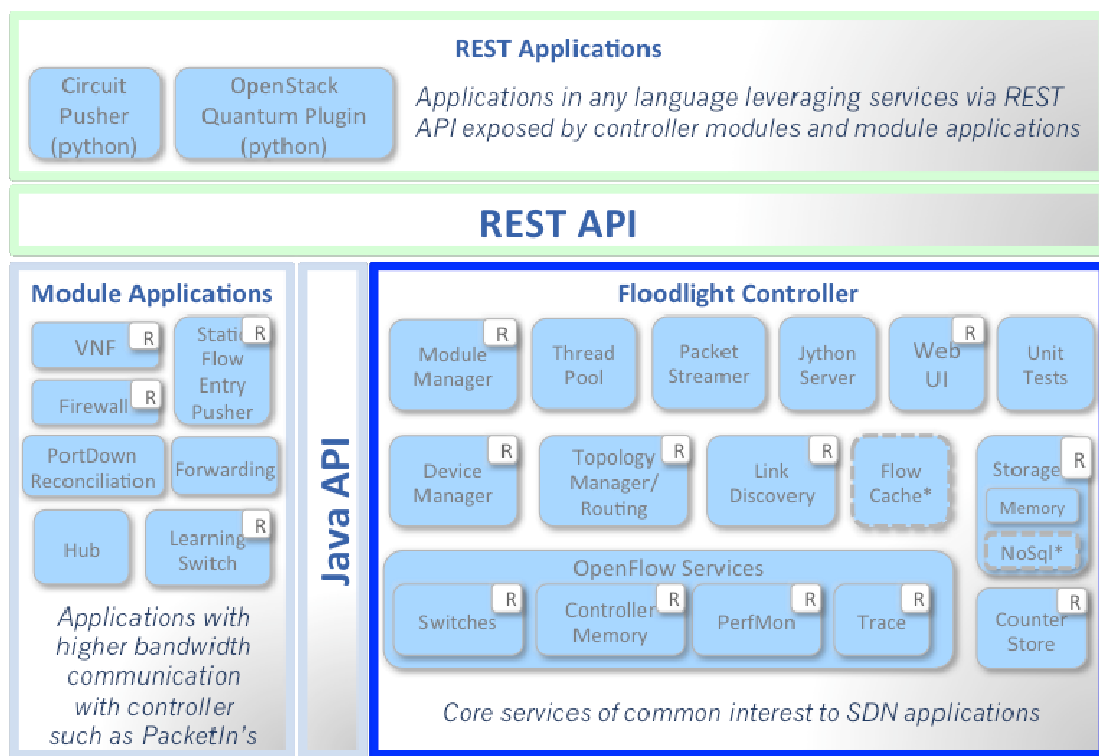 REST Applications
Circuit
Pusher
(python)
OpenStack
Quantum Plugin
(python)
Applications in any language leveraging services via REST
API exposed by controller modules and module applications
REST API
Module Applications
VNF
R
Static
Flow
Entry
Pusher
R
Firewall
R
PortDown
Reconciliation
Forwarding
Hub
Learning
Switch
R
Applications with
higher bandwidth
communication
with controller
such as PacketIn's
Java API
Floodlight Controller
Module
Manager
R
Thread
Pool
Packet
Streamer
Jython
Server
Web
UI
R
Unit
Tests
Device
Manager
R
Topology
Manager/
Routing
R
Link
Discovery
R
Flow
Cache*
Storage
R
Memory
NoSql*
OpenFlow Services
Switches
R
Controller
Memory
R
PerfMon
R
Trace
R
Counter
Store
R
Core services of common interest to SDN applications